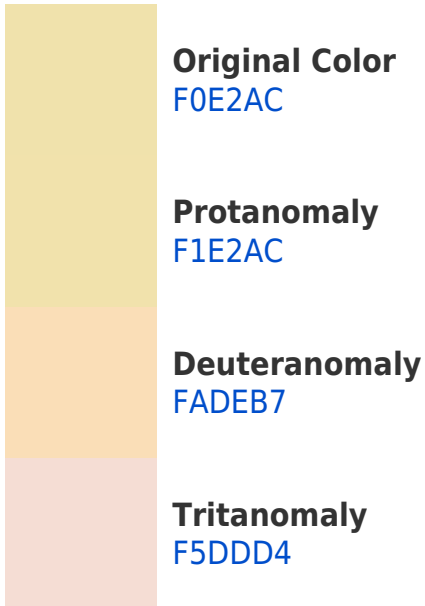 Original Color
F0E2AC
Protanomaly
F1E2AC
Deuteranomaly
FADEB7
Tritanomaly
F5DDD4